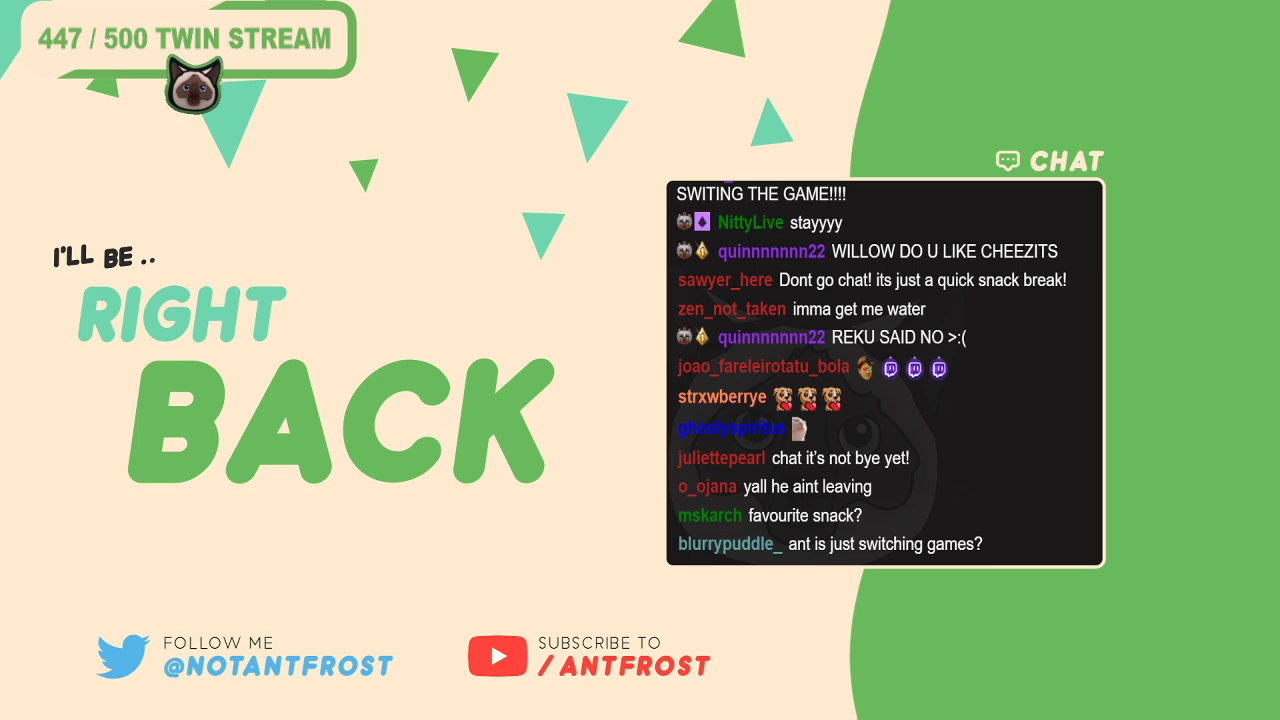 447 / 500 TWIN STREAM
CHAT
SWITING THE GAME!!!!
NittyLive stayyyy
quinnnnnnn22 WILLOW DO U LIKE CHEEZITS
sawyer_here Dont go chat! its just a quick snack break!
zen_not_taken imma get me water
quinnnnnnn22 REKU SAID NO >:(
joao_fareleirotatu_bola
strxwberrye
ghostyspiritus
juliettepearl chat it's not bye yet!
o_ojana yall he aint leaving
mskarch favourite snack?
blurrypuddle_ ant is just switching games?
I'LL BE ..
RIGHT
BACK
FOLLOW ME
@NOTANTFROST
SUBSCRIBE TO
/ANTFROST